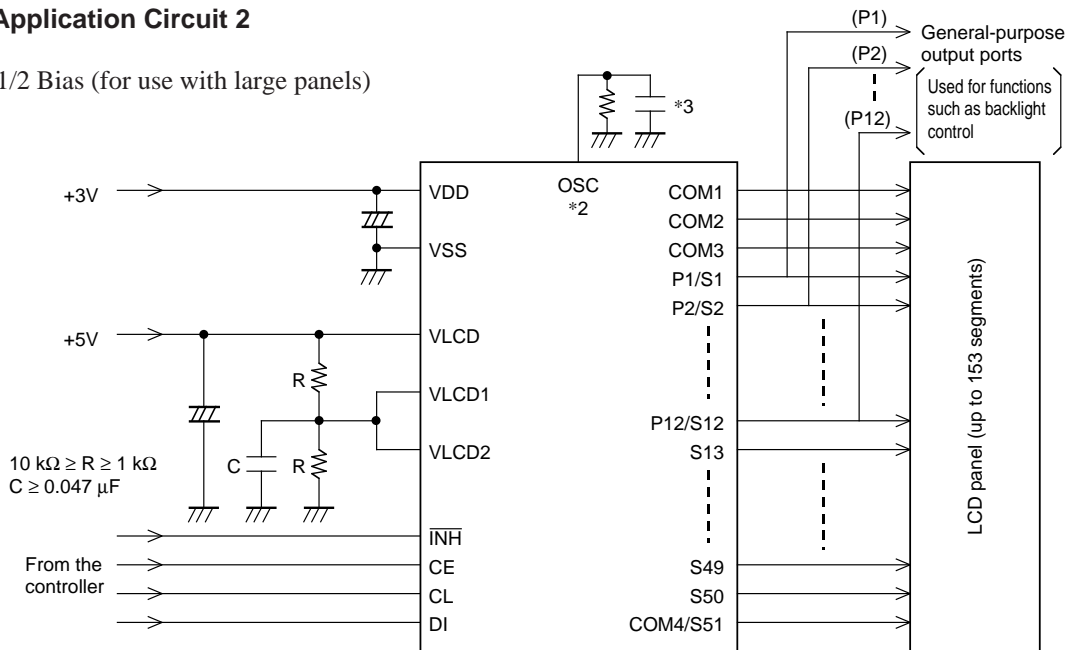 Application Circuit 2
1/2 Bias (for use with large panels)
(P1)
General-purpose
output ports
(P2)
Used for functions
such as backlight
control
(P12)
*3
+3V
VDD
OSC
*2
COM1
COM2
VSS
COM3
P1/S1
P2/S2
+5V
VLCD
R
VLCD1
P12/S12
VLCD2
S13
C
R
10 kΩ ≥ R ≥ 1 kΩ
C ≥ 0.047 μF
LCD panel (up to 153 segments)
INH
From the
controller
CE
CL
DI
S49
S50
COM4/S51